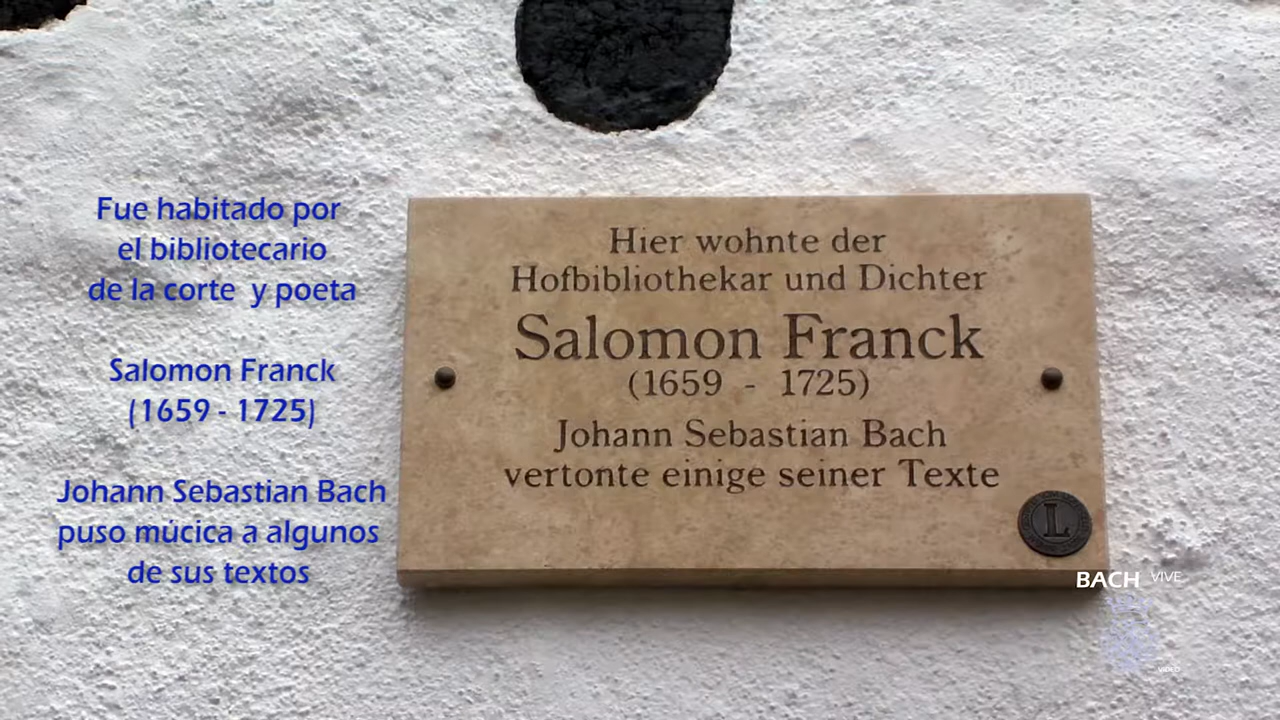 Fue habitado por
el bibliotecario
de la corte y poeta
Salomon Franck
(1659 - 1725)
Johann Sebastian Bach
puso múcica a algunos
de sus textos
Hier wohnte der
Hofbibliothekar und Dichter
Salomon Franck
(1659 - 1725)
Johann Sebastian Bach
vertonte einige seiner Texte
L
BACH VIVE
VIDEO